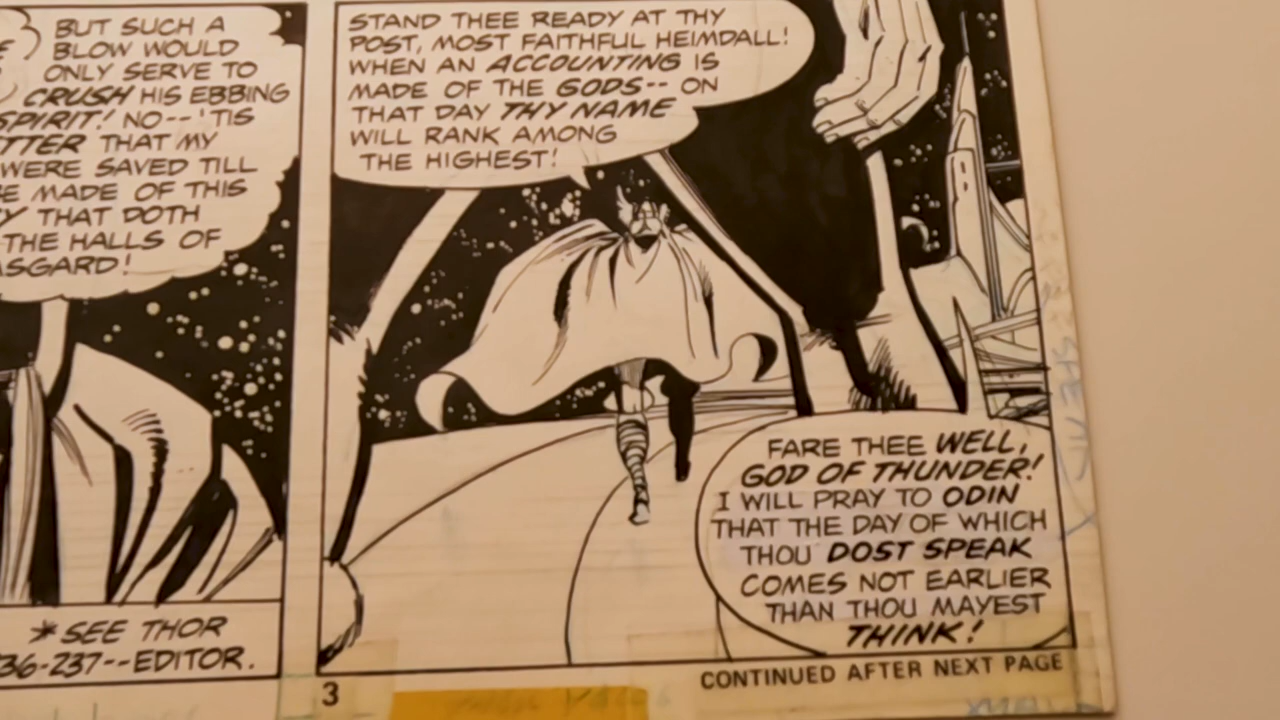 BUT SUCH A
BLOW WOULD
ONLY SERVE TO
CRUSH HIS EBBING
SPIRIT! NO--'TIS
THAT MY
WERE SAVED TILL
MADE OF THIS
THAT DOTH
THE HALLS OF
ASGARD!
*SEE THOR
36-237--EDITOR.
STAND THEE READY AT THY
POST, MOST FAITHFUL HEIMDALL!
WHEN AN ACCOUNTING IS
MADE OF THE GODS-- ON
THAT DAY THY NAME
WILL RANK AMONG
THE HIGHEST!
FARE THEE WELL,
GOD OF THUNDER!
I WILL PRAY TO ODIN
THAT THE DAY OF WHICH
THOU DOST SPEAK
COMES NOT EARLIER
THAN THOU MAYEST
THINK!
3
CONTINUED AFTER NEXT PAGE